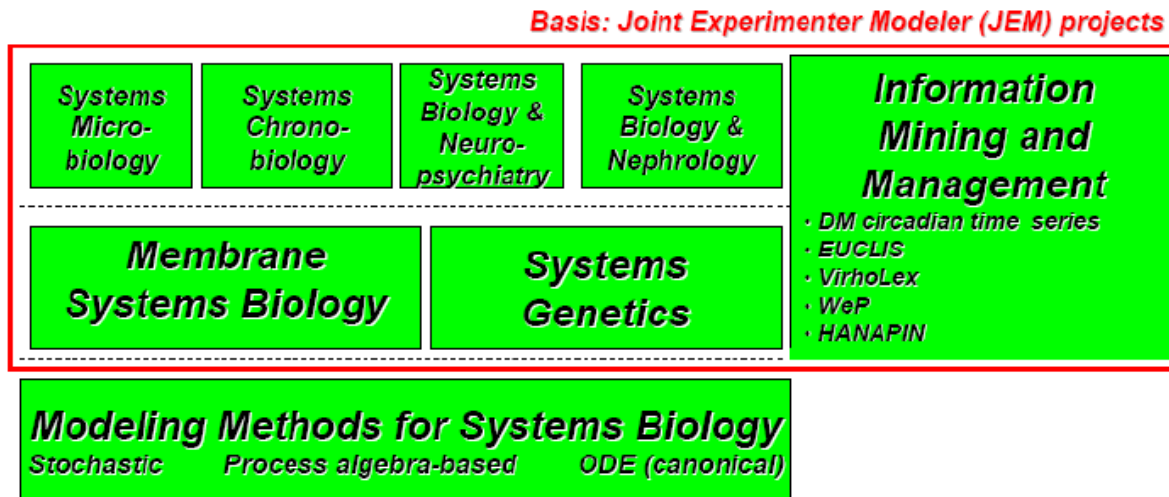 Basis: Joint Experimenter Modeler (JEM) projects
Systems
Micro-
biology
Systems
Chrono-
biology
Systems
Biology &
Neuro-
psychiatry
Systems
Biology &
Nephrology
Information
Mining and
Management
· DM circadian time series
· EUCLIS
· VirhoLex
· WeP
· HANAPIN
Membrane
Systems Biology
Systems
Genetics
Modeling Methods for Systems Biology
Stochastic Process algebra-based ODE (canonical)